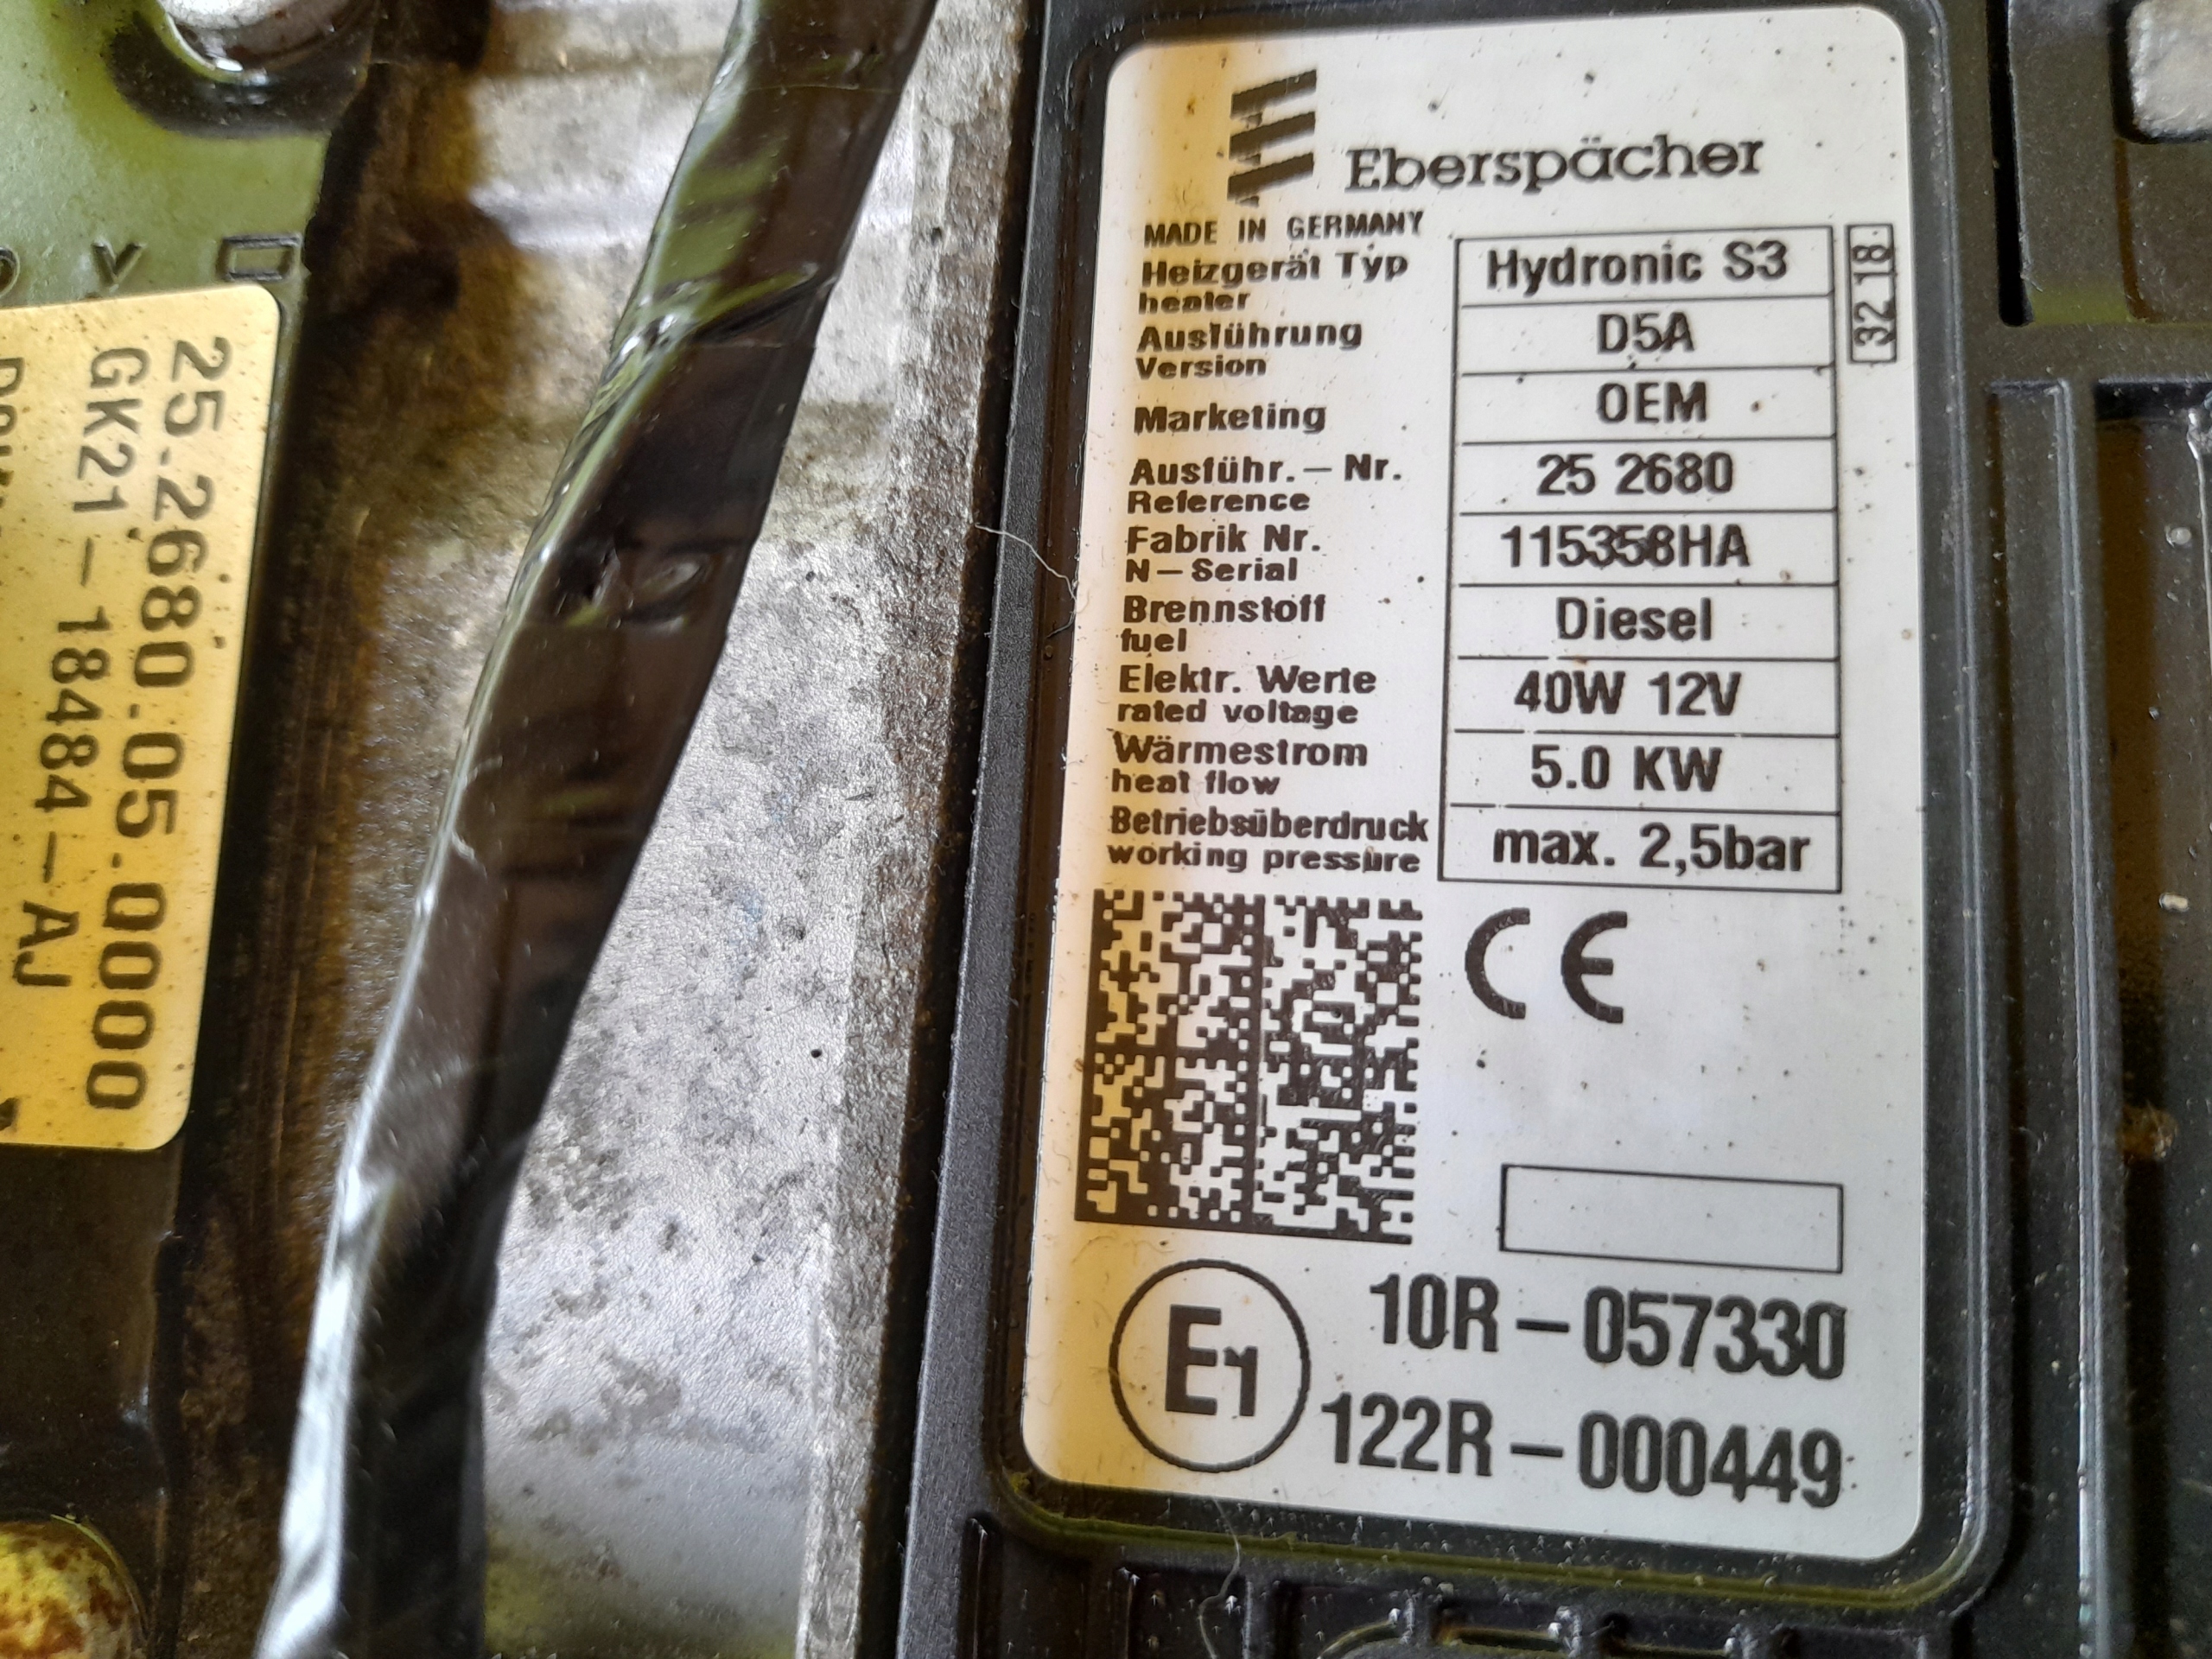 25.2680.05.0000
GK21-18484-AJ
Eberspächer
MADE IN GERMANY
Heizgerät Typ
heater
Hydronic S3
32 18
Ausführung
Version
D5A
Marketing
OEM
Ausführ.-Nr.
Reference
25 2680
Fabrik Nr.
N-Serial
115358HA
Brennstoff
fuel
Diesel
Elektr. Werte
rated voltage
40W 12V
Wärmestrom
heat flow
5.0 KW
Betriebsüberdruck
working pressure
max. 2,5bar
CE
E1
10R-057330
122R-000449